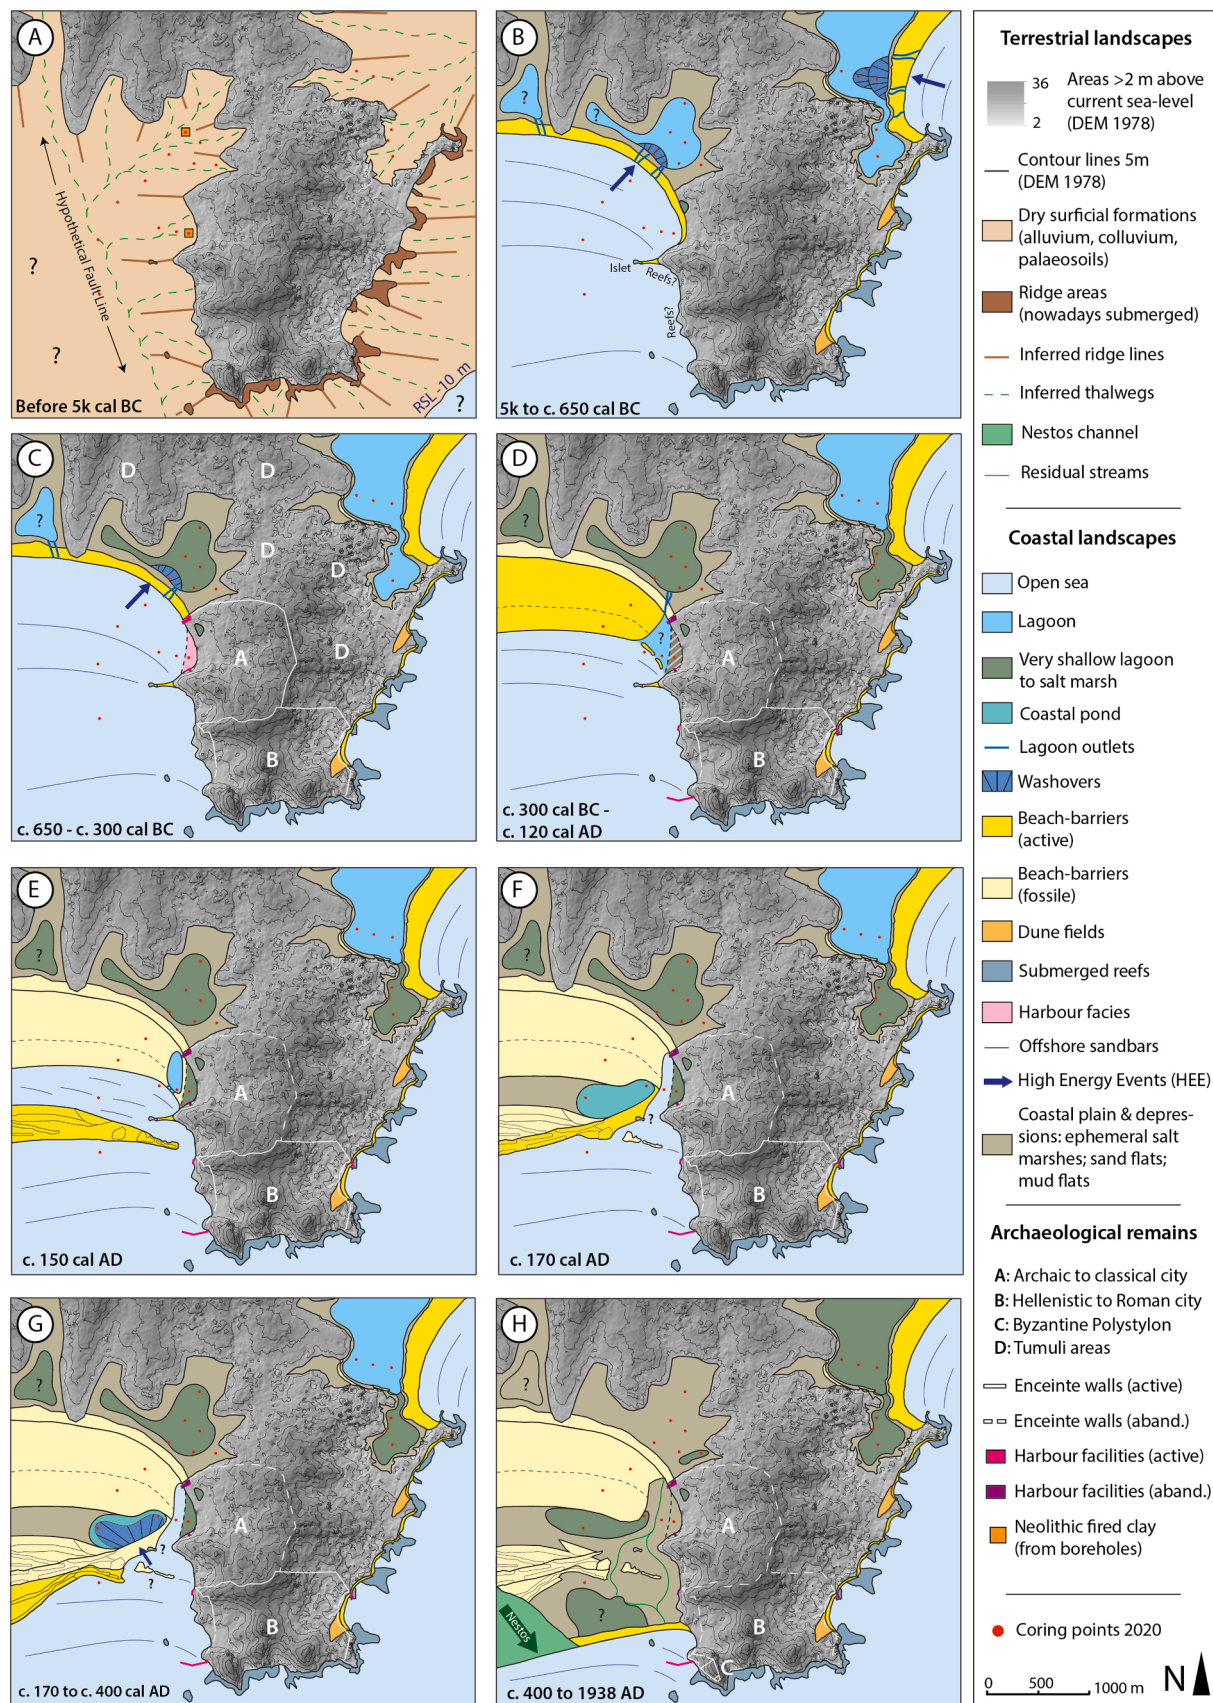 A
Hypothetical Fault Line
?
?
RSL -10 m
?
Before 5k cal BC
B
?
?
Islet
Reefs?
Reefs?
5k to c. 650 cal BC
C
D
D
?
D
D
A
D
B
c. 650 - c. 300 cal BC
D
?
?
A
B
c. 300 cal BC -
c. 120 cal AD
E
?
A
B
c. 150 cal AD
F
?
A
?
B
c. 170 cal AD
G
?
A
?
?
B
c. 170 to c. 400 cal AD
H
?
A
?
Nestos
B
C
c. 400 to 1938 AD
Terrestrial landscapes
36
2
Areas >2 m above
current sea-level
(DEM 1978)
Contour lines 5m
(DEM 1978)
Dry surficial formations
(alluvium, colluvium,
palaeosoils)
Ridge areas
(nowadays submerged)
Inferred ridge lines
Inferred thalwegs
Nestos channel
Residual streams
Coastal landscapes
Open sea
Lagoon
Very shallow lagoon
to salt marsh
Coastal pond
Lagoon outlets
Washovers
Beach-barriers
(active)
Beach-barriers
(fossile)
Dune fields
Submerged reefs
Harbour facies
Offshore sandbars
High Energy Events (HEE)
Coastal plain & depres-
sions: ephemeral salt
marshes; sand flats;
mud flats
Archaeological remains
A: Archaic to classical city
B: Hellenistic to Roman city
C: Byzantine Polystylon
D: Tumuli areas
Enceinte walls (active)
Enceinte walls (aband.)
Harbour facilities (active)
Harbour facilities (aband.)
Neolithic fired clay
(from boreholes)
Coring points 2020
0 500 1000 m
N